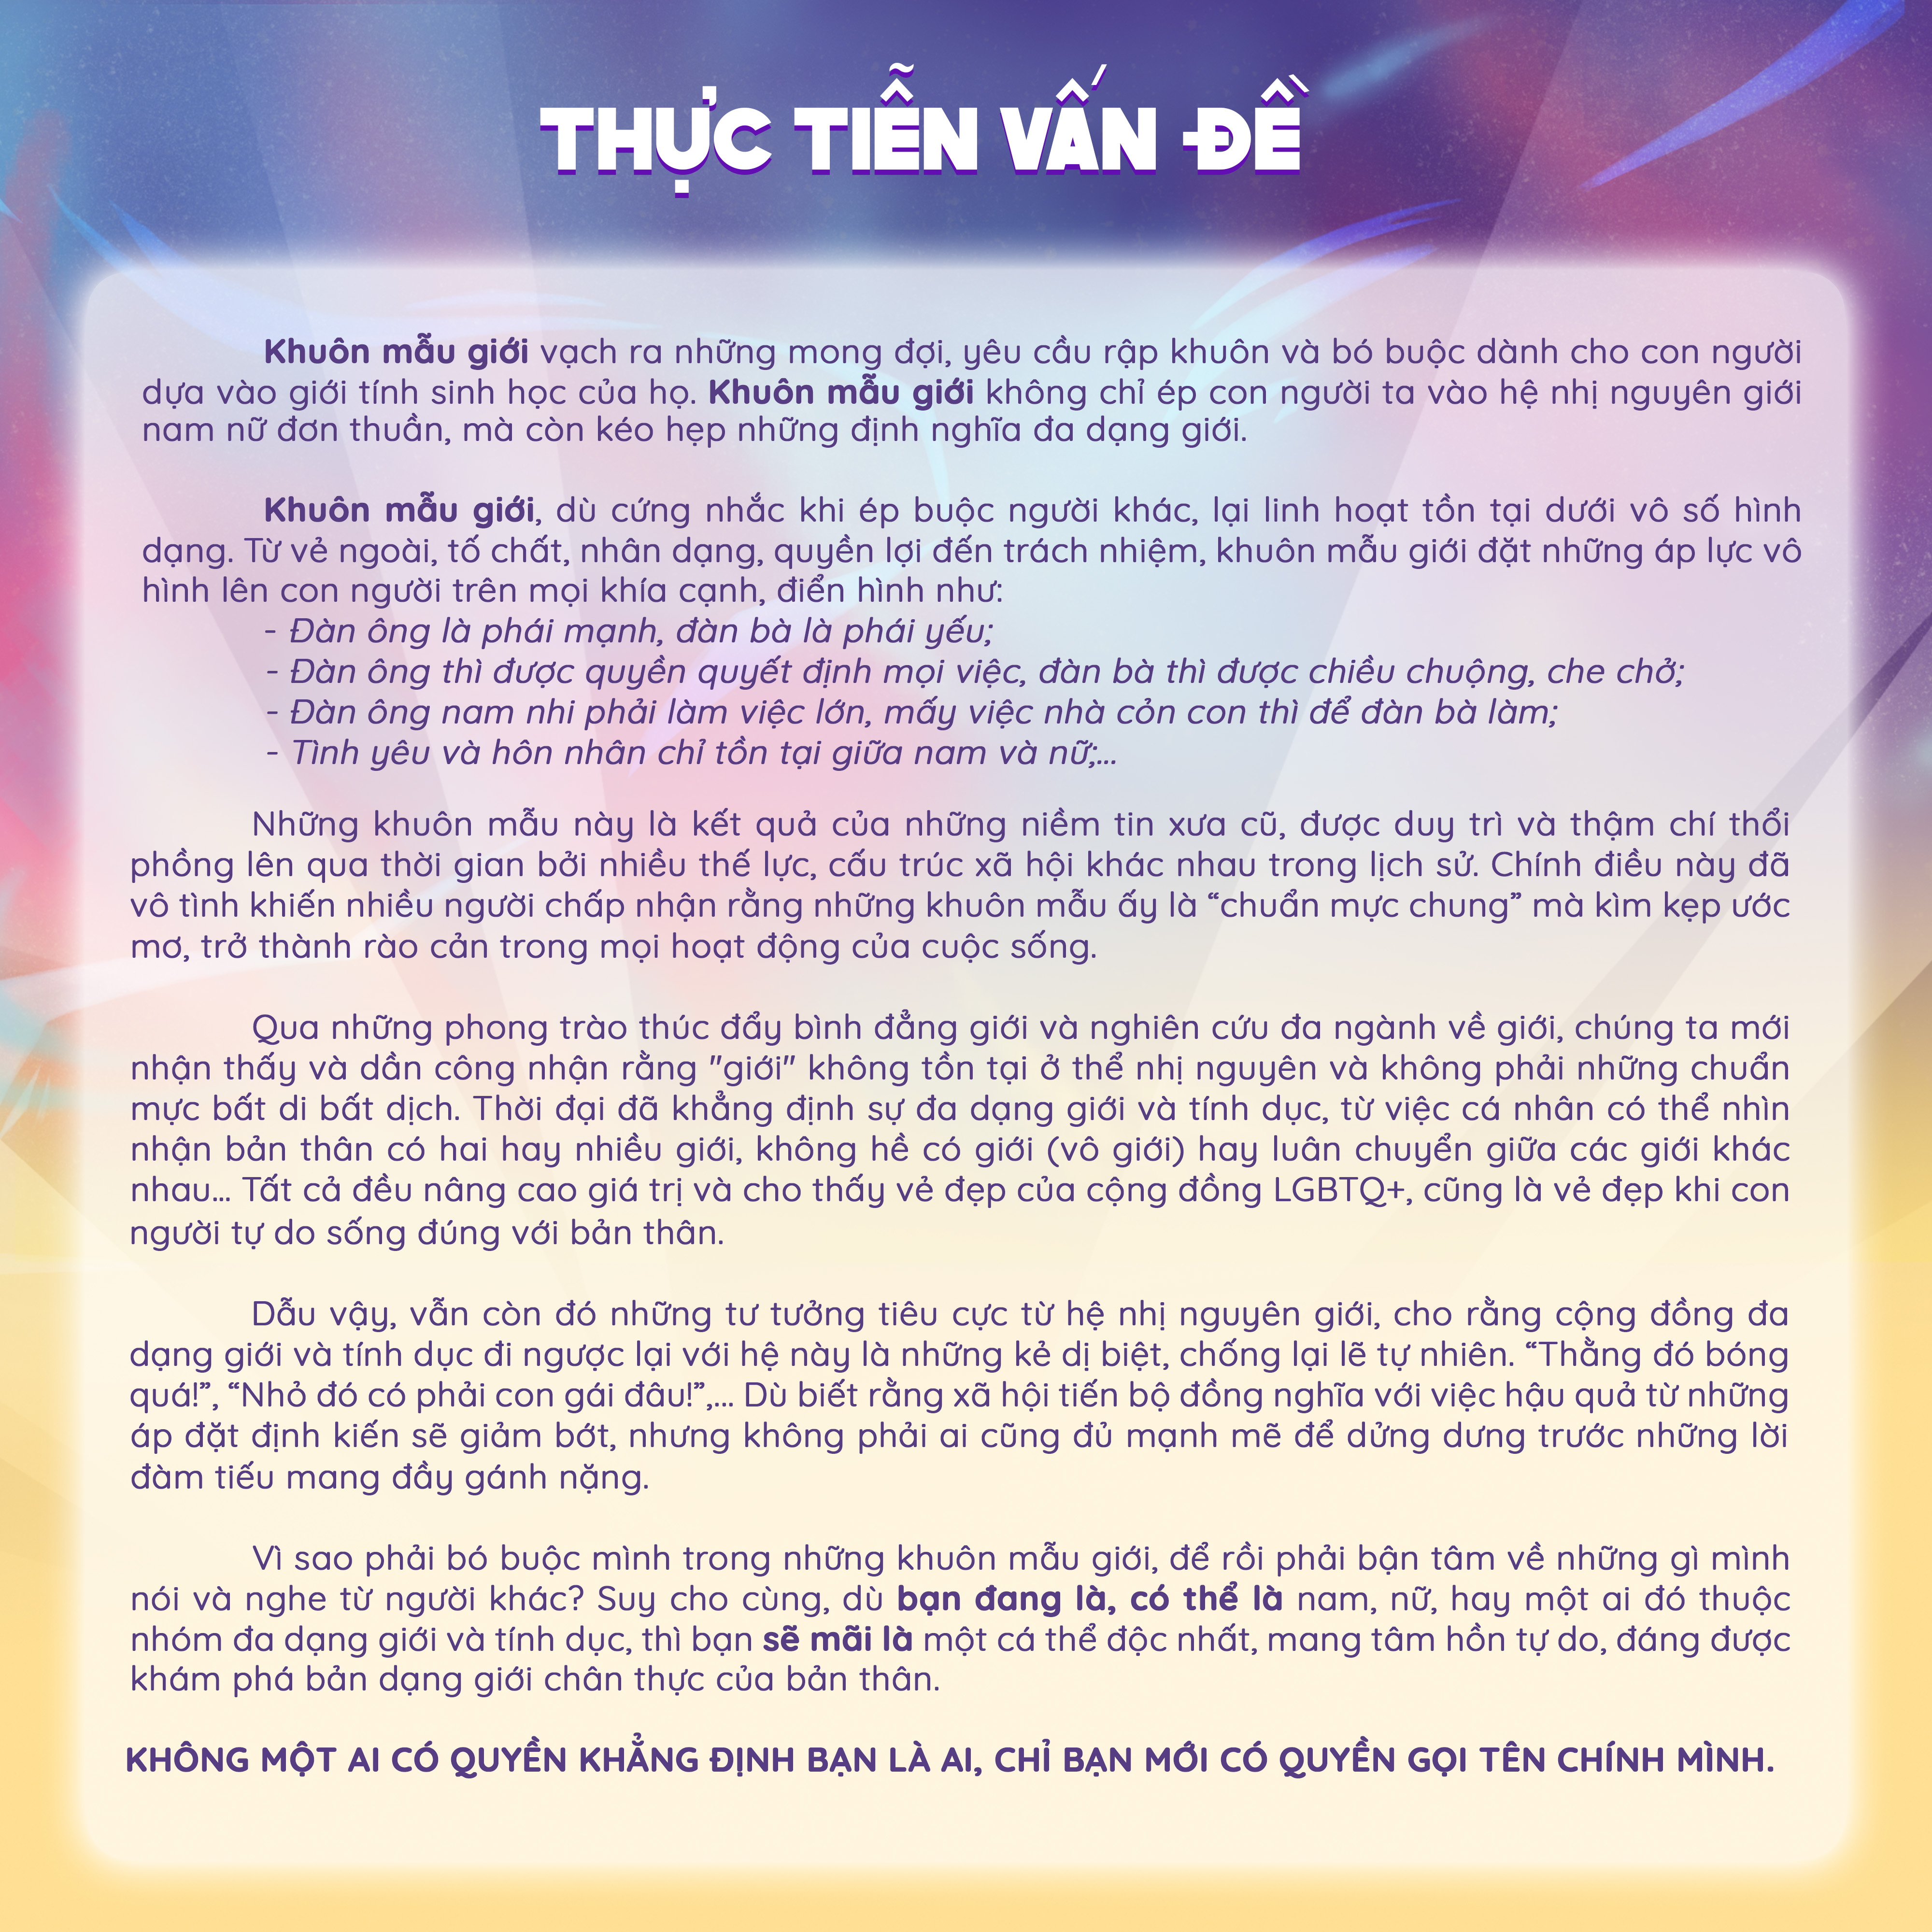 THỰC TIỄN VẤN ĐỀ
Khuôn mẫu giới vạch ra những mong đợi, yêu cầu rập khuôn và bó buộc dành cho con người
dựa vào giới tính sinh học của họ. Khuôn mẫu giới không chỉ ép con người ta vào hệ nhị nguyên giới
nam nữ đơn thuần, mà còn kéo hẹp những định nghĩa đa dạng giới.
Khuôn mẫu giới, dù cứng nhắc khi ép buộc người khác, lại linh hoạt tồn tại dưới vô số hình
dạng. Từ vẻ ngoài, tố chất, nhân dạng, quyền lợi đến trách nhiệm, khuôn mẫu giới đặt những áp lực vô
hình lên con người trên mọi khía cạnh, điển hình như:
- Đàn ông là phái mạnh, đàn bà là phái yếu;
- Đàn ông thì được quyền quyết định mọi việc, đàn bà thì được chiều chuộng, che chở;
- Đàn ông nam nhi phải làm việc lớn, mấy việc nhà cỏn con thì để đàn bà làm;
- Tình yêu và hôn nhân chỉ tồn tại giữa nam và nữ;...
Những khuôn mẫu này là kết quả của những niềm tin xưa cũ, được duy trì và thậm chí thổi
phồng lên qua thời gian bởi nhiều thế lực, cấu trúc xã hội khác nhau trong lịch sử. Chính điều này đã
vô tình khiến nhiều người chấp nhận rằng những khuôn mẫu ấy là “chuẩn mực chung” mà kìm kẹp ước
mơ, trở thành rào cản trong mọi hoạt động của cuộc sống.
Qua những phong trào thúc đẩy bình đẳng giới và nghiên cứu đa ngành về giới, chúng ta mới
nhận thấy và dần công nhận rằng "giới" không tồn tại ở thể nhị nguyên và không phải những chuẩn
mực bất di bất dịch. Thời đại đã khẳng định sự đa dạng giới và tính dục, từ việc cá nhân có thể nhìn
nhận bản thân có hai hay nhiều giới, không hề có giới (vô giới) hay luân chuyển giữa các giới khác
nhau... Tất cả đều nâng cao giá trị và cho thấy vẻ đẹp của cộng đồng LGBTQ+, cũng là vẻ đẹp khi con
người tự do sống đúng với bản thân.
Dẫu vậy, vẫn còn đó những tư tưởng tiêu cực từ hệ nhị nguyên giới, cho rằng cộng đồng đa
dạng giới và tính dục đi ngược lại với hệ này là những kẻ dị biệt, chống lại lẽ tự nhiên. “Thằng đó bóng
quá!”, “Nhỏ đó có phải con gái đâu!”,... Dù biết rằng xã hội tiến bộ đồng nghĩa với việc hậu quả từ những
áp đặt định kiến sẽ giảm bớt, nhưng không phải ai cũng đủ mạnh mẽ để dửng dưng trước những lời
đàm tiếu mang đầy gánh nặng.
Vì sao phải bó buộc mình trong những khuôn mẫu giới, để rồi phải bận tâm về những gì mình
nói và nghe từ người khác? Suy cho cùng, dù bạn đang là, có thể là nam, nữ, hay một ai đó thuộc
nhóm đa dạng giới và tính dục, thì bạn sẽ mãi là một cá thể độc nhất, mang tâm hồn tự do, đáng được
khám phá bản dạng giới chân thực của bản thân.
KHÔNG MỘT AI CÓ QUYỀN KHẲNG ĐỊNH BẠN LÀ AI, CHỈ BẠN MỚI CÓ QUYỀN GỌI TÊN CHÍNH MÌNH.